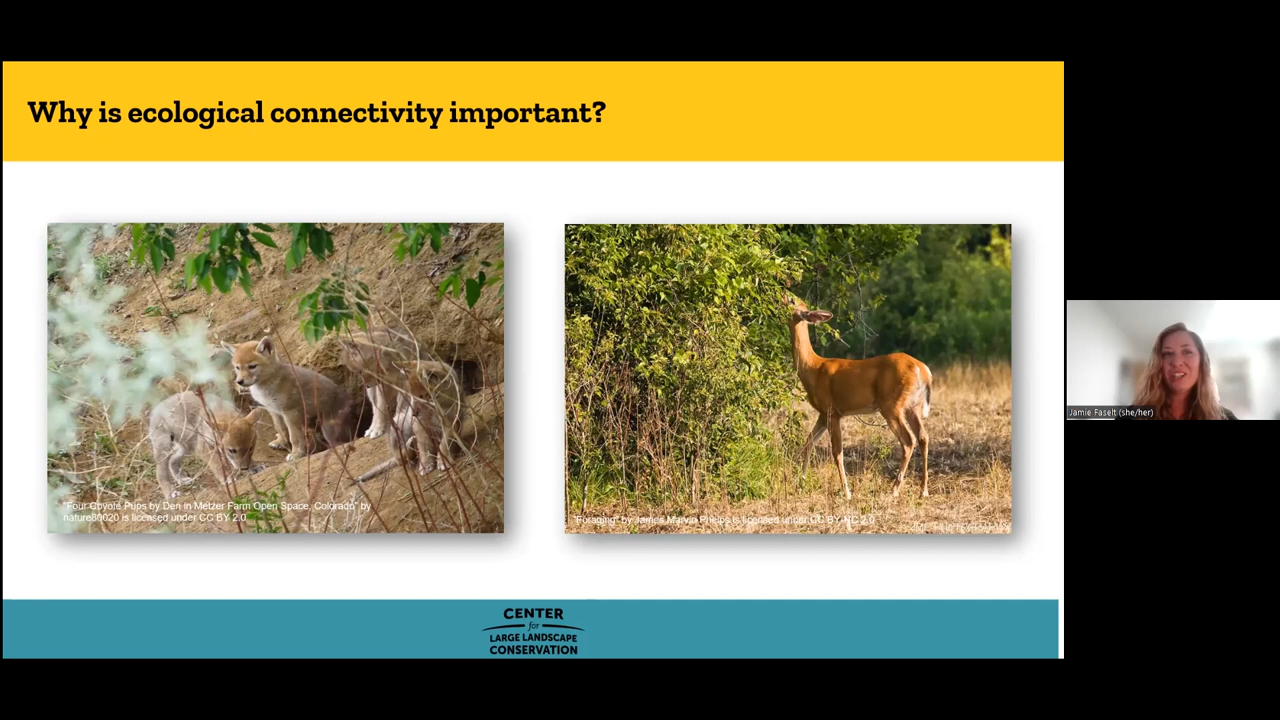 Why is ecological connectivity important?
"Four Coyote Pups by Den in Metzer Farm Open Space, Colorado" by
nature80020 is licensed under CC BY 2.0
"Foraging" by James Marvin Phelps is licensed under CC BY-NC 2.0
CENTER
for
LARGE LANDSCAPE
CONSERVATION
Jamie Faselt (she/her)